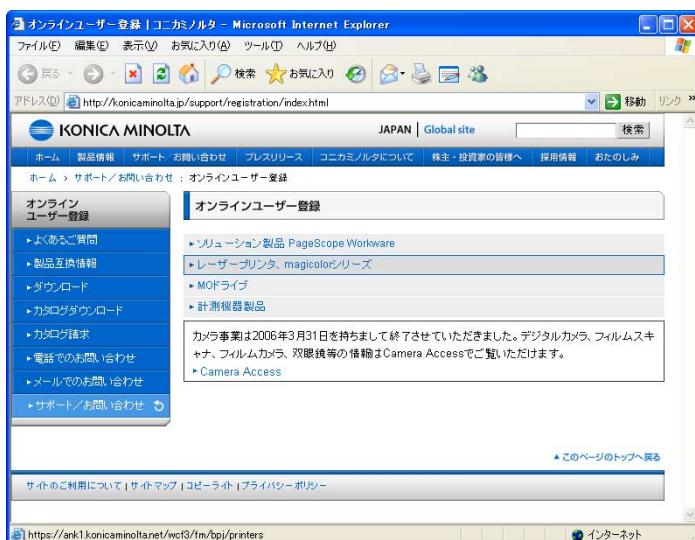 オンラインユーザー登録 | コニカミノルタ - Microsoft Internet Explorer
ファイル(F) 編集(E) 表示(V) お気に入り(A) ツール(T) ヘルプ(H)
戻る 検索 お気に入り
アドレス(D) http://konicaminolta.jp/support/registration/index.html 移動 リンク »
KONICA MINOLTA JAPAN | Global site 検索
ホーム 製品情報 サポート お問い合わせ プレスリリース コニカミノルタについて 株主・投資家の皆様へ 採用情報 おたのしみ
ホーム > サポート/お問い合わせ : オンラインユーザー登録
オンライン
ユーザー登録
オンラインユーザー登録
よくあるご質問
製品互換情報
ダウンロード
カタログダウンロード
カタログ請求
電話でのお問い合わせ
メールでのお問い合わせ
サポート/お問い合わせ
ソリューション製品 PageScope Workware
レーザープリンタ、magicolorシリーズ
MOドライブ
計測機器製品
カメラ事業は2006年3月31日を持ちまして終了させていただきました。デジタルカメラ、フィルムスキ
ャナ、フィルムカメラ、双眼鏡等の情報はCamera Accessでご覧いただけます。
Camera Access
このページのトップへ戻る
サイトのご利用について | サイトマップ | コピーライト | プライバシーポリシー
https://ank1.konicaminolta.net/wcf3/fm/bpj/printers インターネット